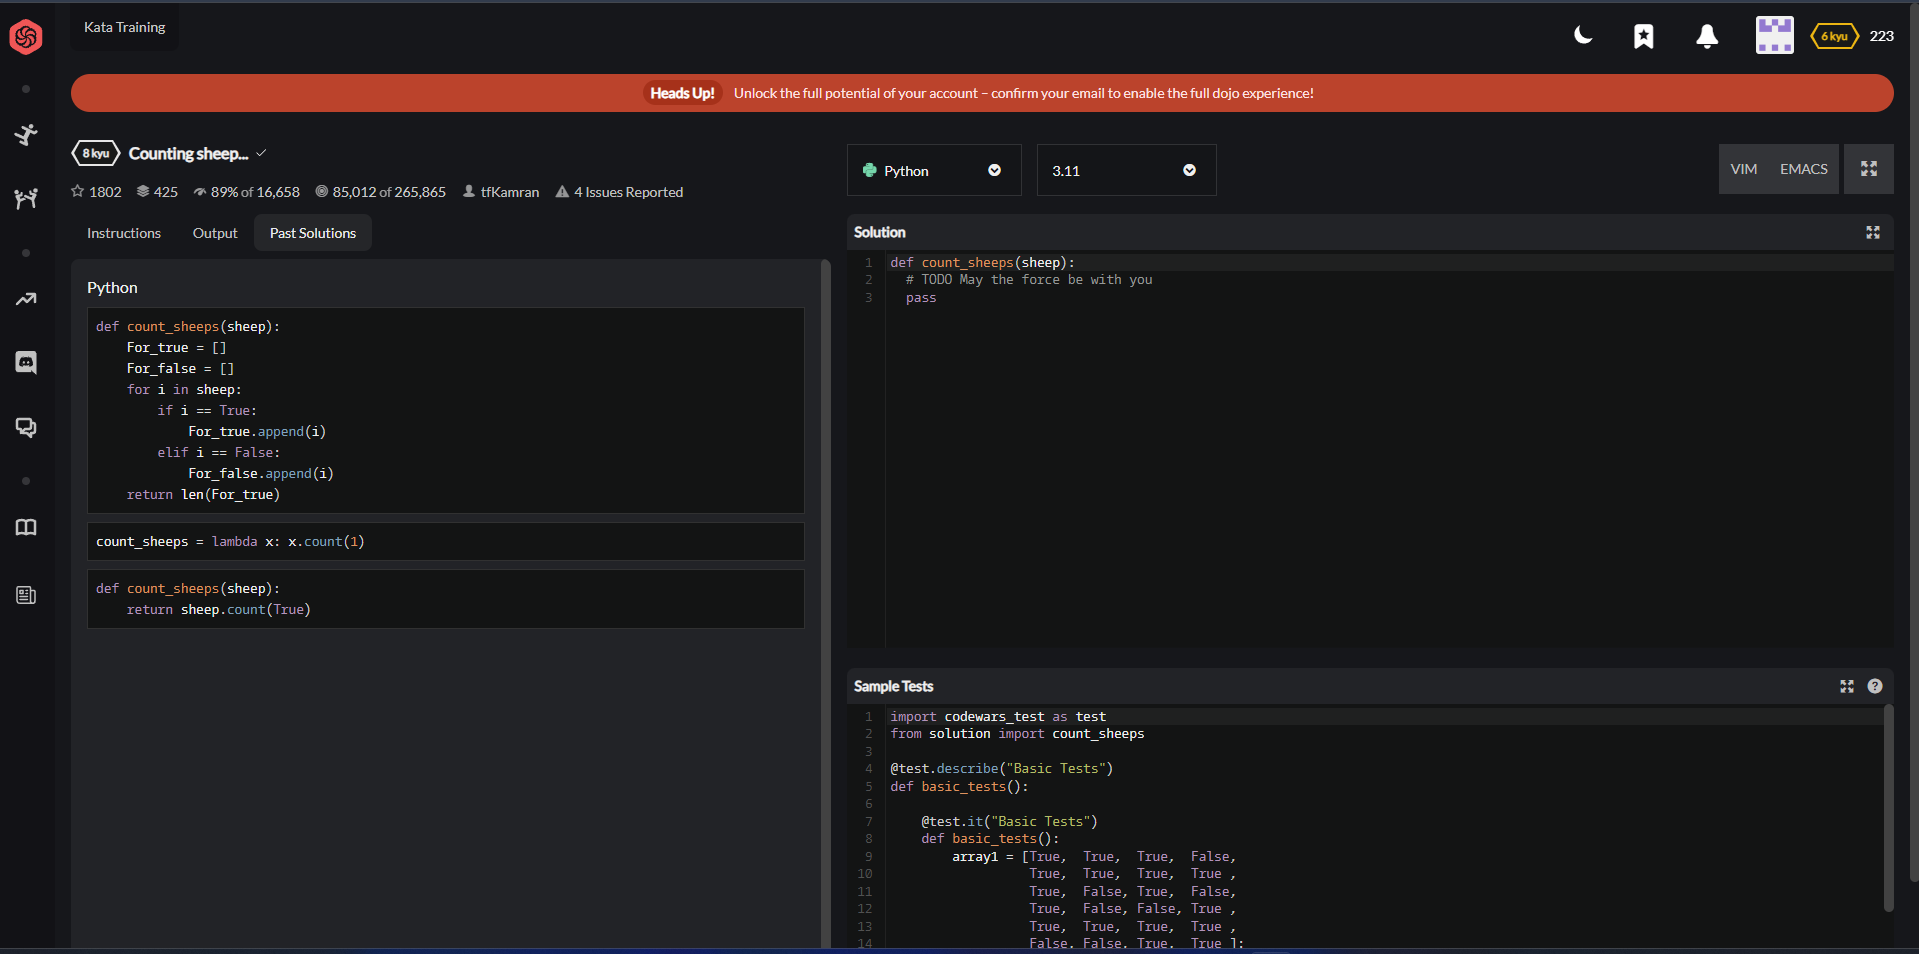 Kata Training
6 kyu 223
Heads Up! Unlock the full potential of your account – confirm your email to enable the full dojo experience!
8 kyu Counting sheep...
1802 425 89% of 16,658 85,012 of 265,865 tfKamran 4 Issues Reported
Instructions Output Past Solutions
Python
def count_sheeps(sheep):
    For_true = []
    For_false = []
    for i in sheep:
        if i == True:
            For_true.append(i)
        elif i == False:
            For_false.append(i)
    return len(For_true)
count_sheeps = lambda x: x.count(1)
def count_sheeps(sheep):
    return sheep.count(True)
Python 3.11 VIM EMACS
Solution
1 def count_sheeps(sheep):
2   # TODO May the force be with you
3   pass
Sample Tests ?
1 import codewars_test as test
2 from solution import count_sheeps
3
4 @test.describe("Basic Tests")
5 def basic_tests():
6
7     @test.it("Basic Tests")
8     def basic_tests():
9         array1 = [True,  True,  True,  False,
10                   True,  True,  True,  True ,
11                   True,  False, True,  False,
12                   True,  False, False, True ,
13                   True,  True,  True,  True ,
14                   False, False, True,  True ];